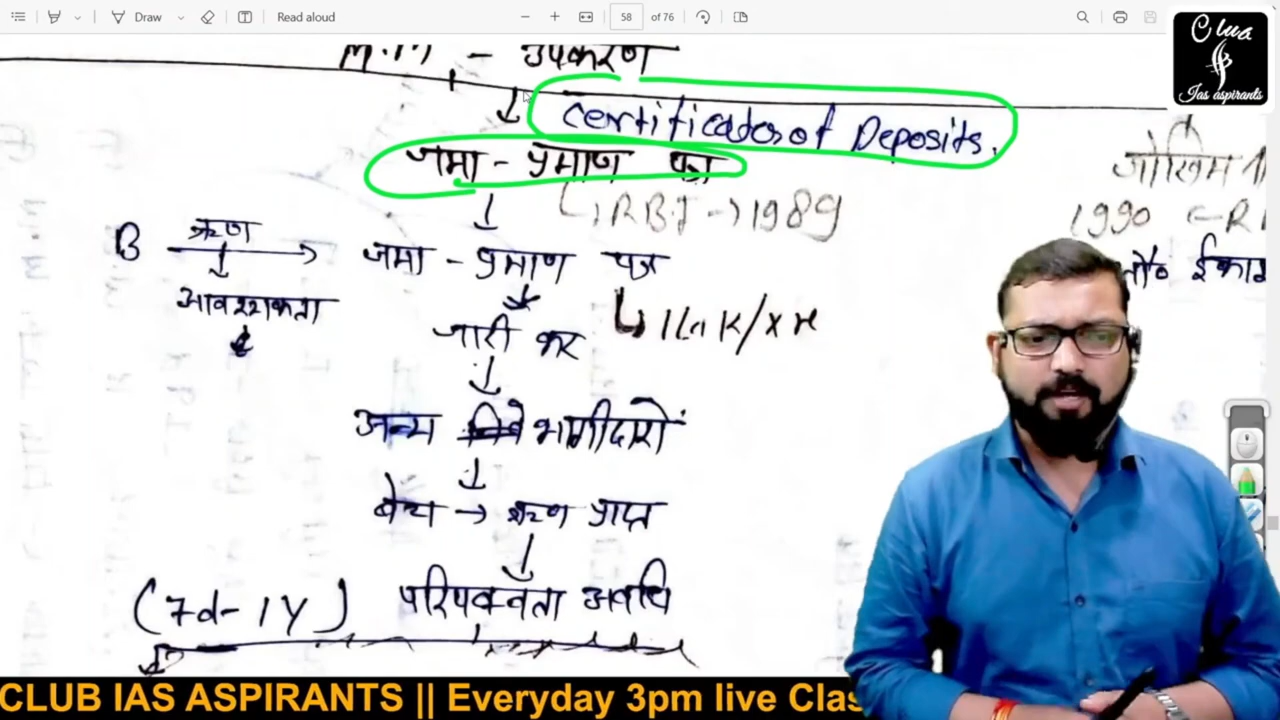 Draw
Read aloud
58 of 76
Clua
Ias aspirants
M.M - उपकरण
Certificates of Deposits.
जमा - प्रमाण पत्र
RBI → 1989
1990
B ऋण → जमा - प्रमाण पत्र
आवश्यकता
जारी कर
अन्य भागीदारों
बेच → ऋण प्राप्त
(7d - 1Y) परिपक्वता अवधि
CLUB IAS ASPIRANTS || Everyday 3pm live Clas